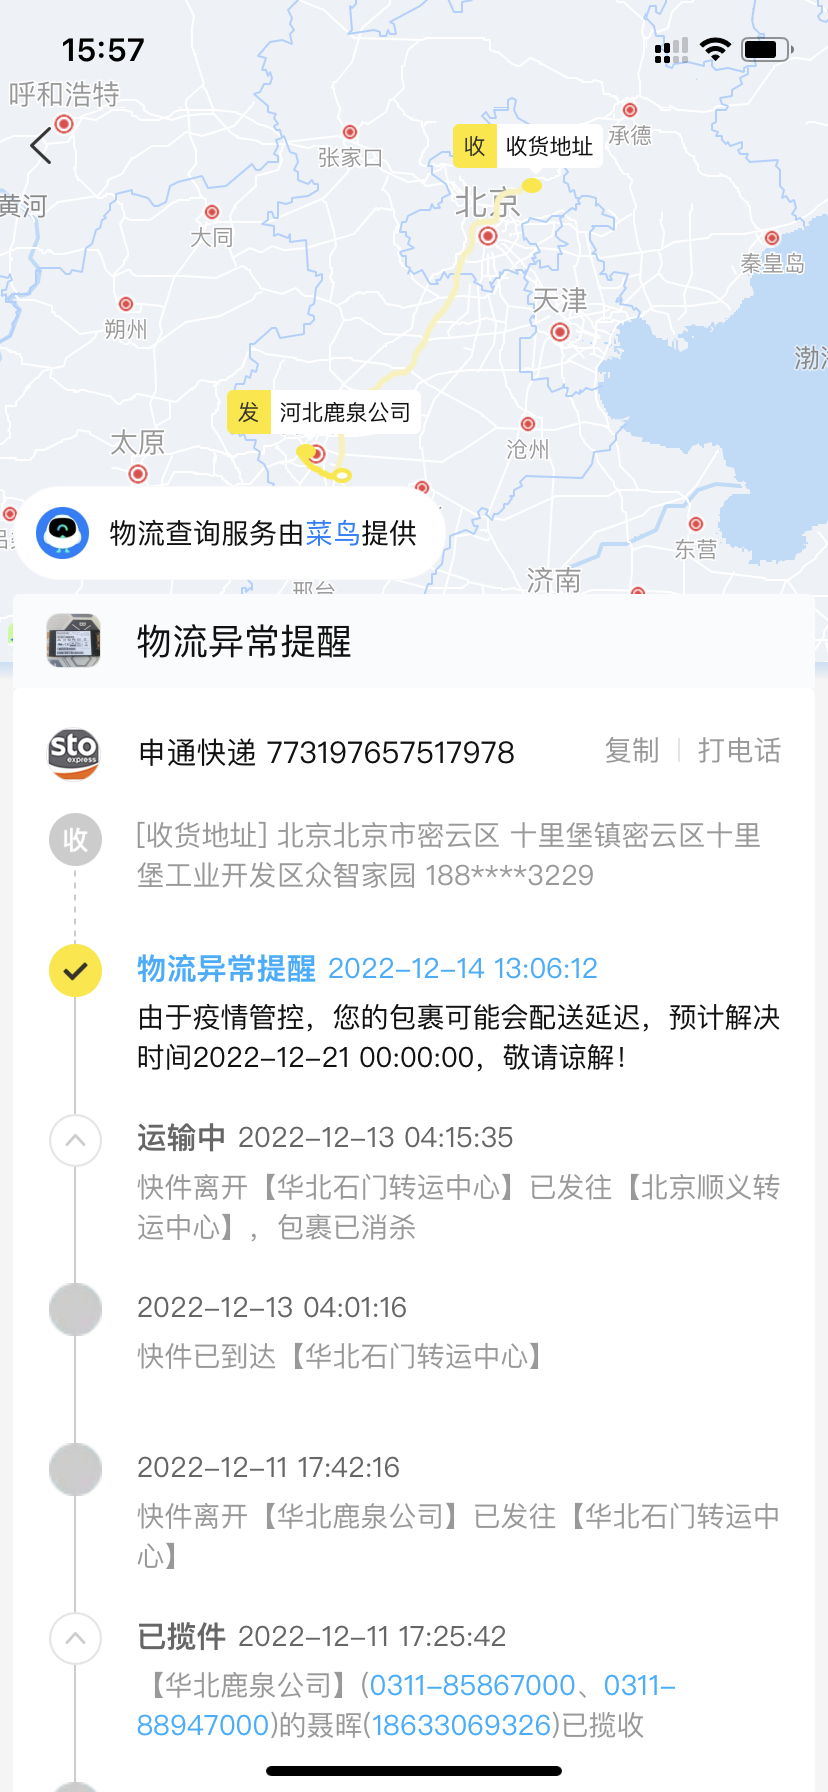 15:57
呼和浩特
承德
张家口
收 收货地址
黄河
北京
大同
秦皇岛
天津
朔州
发 河北鹿泉公司
太原
沧州
物流查询服务由菜鸟提供
东营
济南
邢台
物流异常提醒
sto
express
申通快递 773197657517978
复制 | 打电话
收
[收货地址] 北京北京市密云区 十里堡镇密云区十里
堡工业开发区众智家园 188****3229
物流异常提醒 2022-12-14 13:06:12
由于疫情管控，您的包裹可能会配送延迟，预计解决
时间2022-12-21 00:00:00，敬请谅解！
运输中 2022-12-13 04:15:35
快件离开【华北石门转运中心】已发往【北京顺义转
运中心】，包裹已消杀
2022-12-13 04:01:16
快件已到达【华北石门转运中心】
2022-12-11 17:42:16
快件离开【华北鹿泉公司】已发往【华北石门转运中
心】
已揽件 2022-12-11 17:25:42
【华北鹿泉公司】(0311-85867000、0311-
88947000)的聂晖(18633069326)已揽收